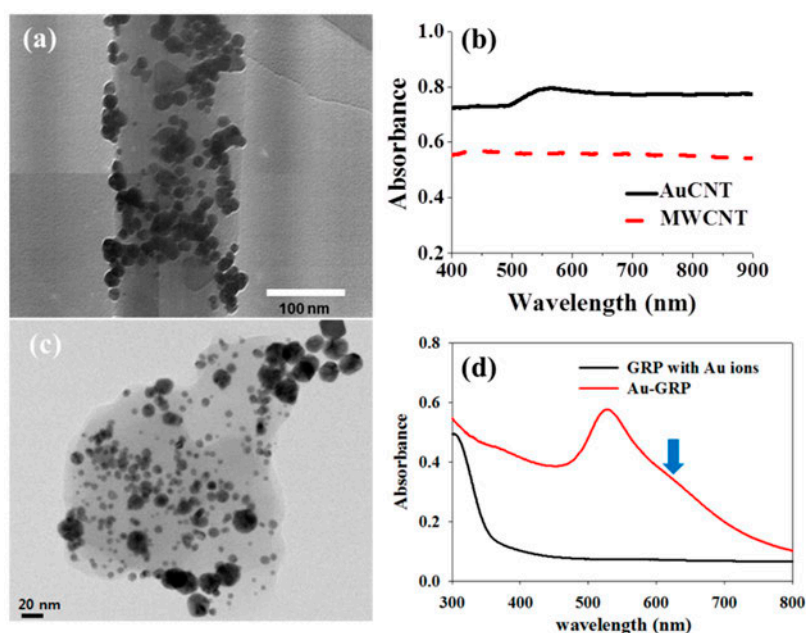 (a)
100 nm
(b)
Absorbance
1.0
0.8
0.6
0.4
0.2
AuCNT
MWCNT
400 500 600 700 800 900
Wavelength (nm)
(c)
20 nm
(d)
Absorbance
0.8
0.6
0.4
0.2
0.0
GRP with Au ions
Au-GRP
300 400 500 600 700 800
wavelength (nm)